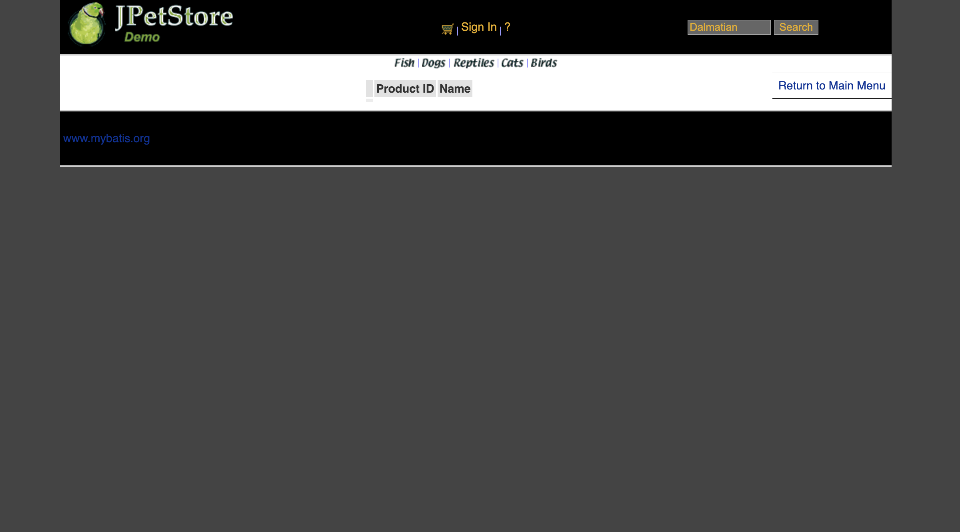 JPetStore
Demo
| Sign In | ?
Dalmatian Search
Fish | Dogs | Reptiles | Cats | Birds
Product ID Name
Return to Main Menu
www.mybatis.org